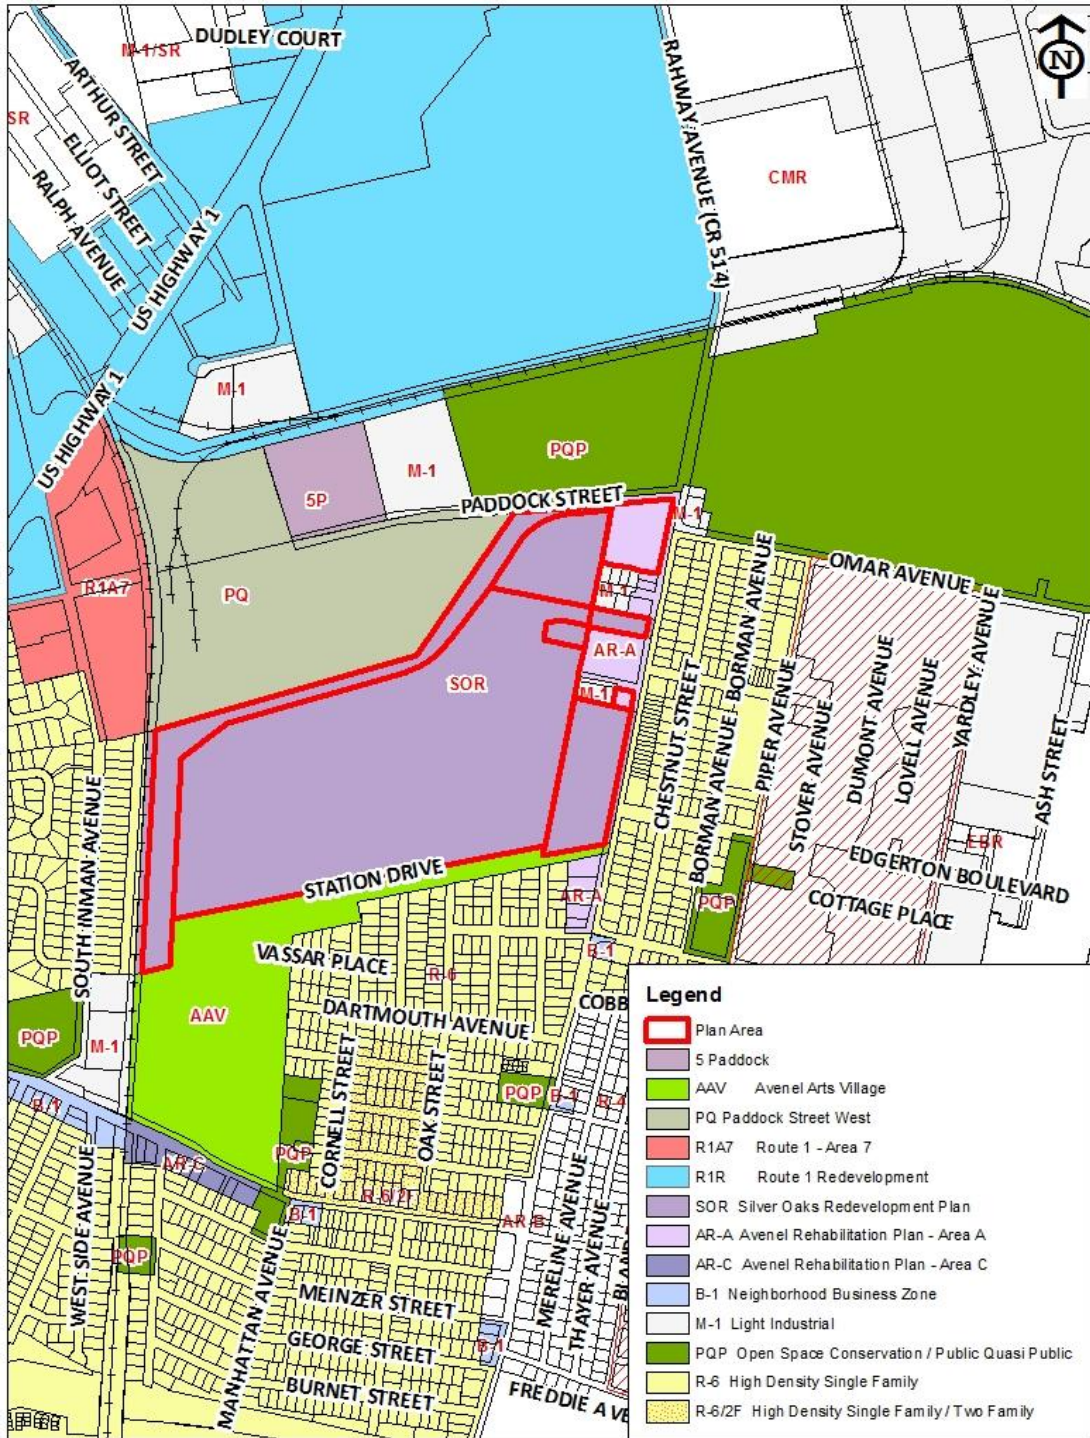 DUDLEY COURT
M-1/SR
N
ARTHUR STREET
RAHWAY AVENUE (CR 514)
SR
ELLIOT STREET
RALPH AVENUE
CMR
US HIGHWAY 1
M-1
US HIGHWAY 1
PQP
M-1
5P
PADDOCK STREET
M-1
OMAR AVENUE
R1A7
PQ
M-1
BORMAN AVENUE
YARDLEY AVENUE
AR-A
SOR
DUMONT AVENUE
M-1
CHESTNUT STREET
PIPER AVENUE
STOVER AVENUE
LOVELL AVENUE
ASH STREET
SOUTH INMAN AVENUE
BORMAN AVENUE
EBR
EDGERTON BOULEVARD
STATION DRIVE
AR-A
PQP
COTTAGE PLACE
B-1
VASSAR PLACE
R-6
AAV
DARTMOUTH AVENUE
COBB
PQP
M-1
CORNELL STREET
OAK STREET
PQP
B-1
R-4
B-1
PQP
AR-C
R-6/2F
WEST SIDE AVENUE
B-1
AR-B
MERELINE AVENUE
THAYER AVENUE
PQP
MANHATTAN AVENUE
MEINZER STREET
GEORGE STREET
B-1
BURNET STREET
FREDDIE AVE
Legend
Plan Area
5 Paddock
AAV Avenel Arts Village
PQ Paddock Street West
R1A7 Route 1 - Area 7
R1R Route 1 Redevelopment
SOR Silver Oaks Redevelopment Plan
AR-A Avenel Rehabilitation Plan - Area A
AR-C Avenel Rehabilitation Plan - Area C
B-1 Neighborhood Business Zone
M-1 Light Industrial
PQP Open Space Conservation / Public Quasi Public
R-6 High Density Single Family
R-6/2F High Density Single Family / Two Family